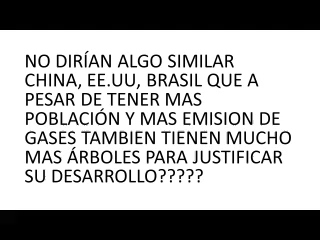 NO DIRÍAN ALGO SIMILAR
CHINA, EE.UU, BRASIL QUE A
PESAR DE TENER MAS
POBLACIÓN Y MAS EMISION DE
GASES TAMBIEN TIENEN MUCHO
MAS ÁRBOLES PARA JUSTIFICAR
SU DESARROLLO?????